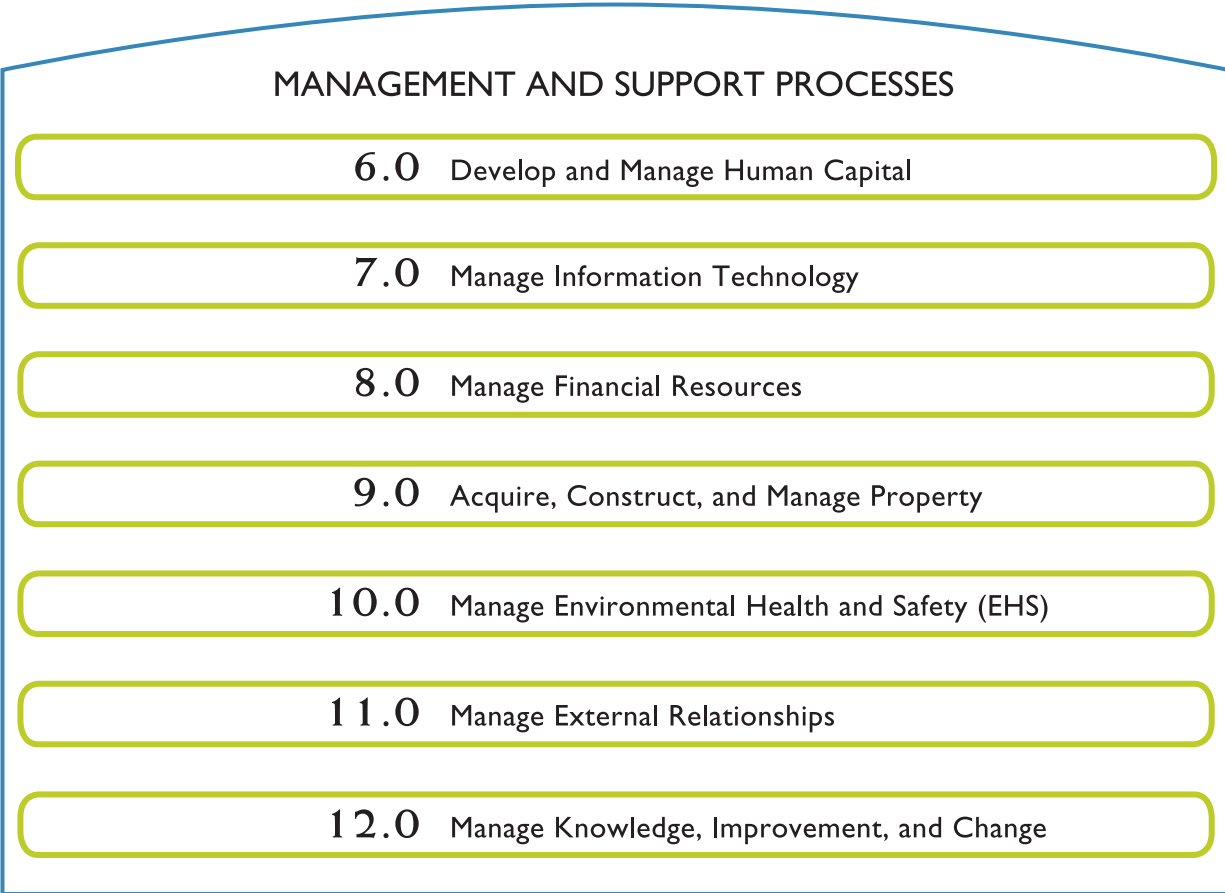 MANAGEMENT AND SUPPORT PROCESSES
6.0 Develop and Manage Human Capital
7.0 Manage Information Technology
8.0 Manage Financial Resources
9.0 Acquire, Construct, and Manage Property
10.0 Manage Environmental Health and Safety (EHS)
11.0 Manage External Relationships
12.0 Manage Knowledge, Improvement, and Change